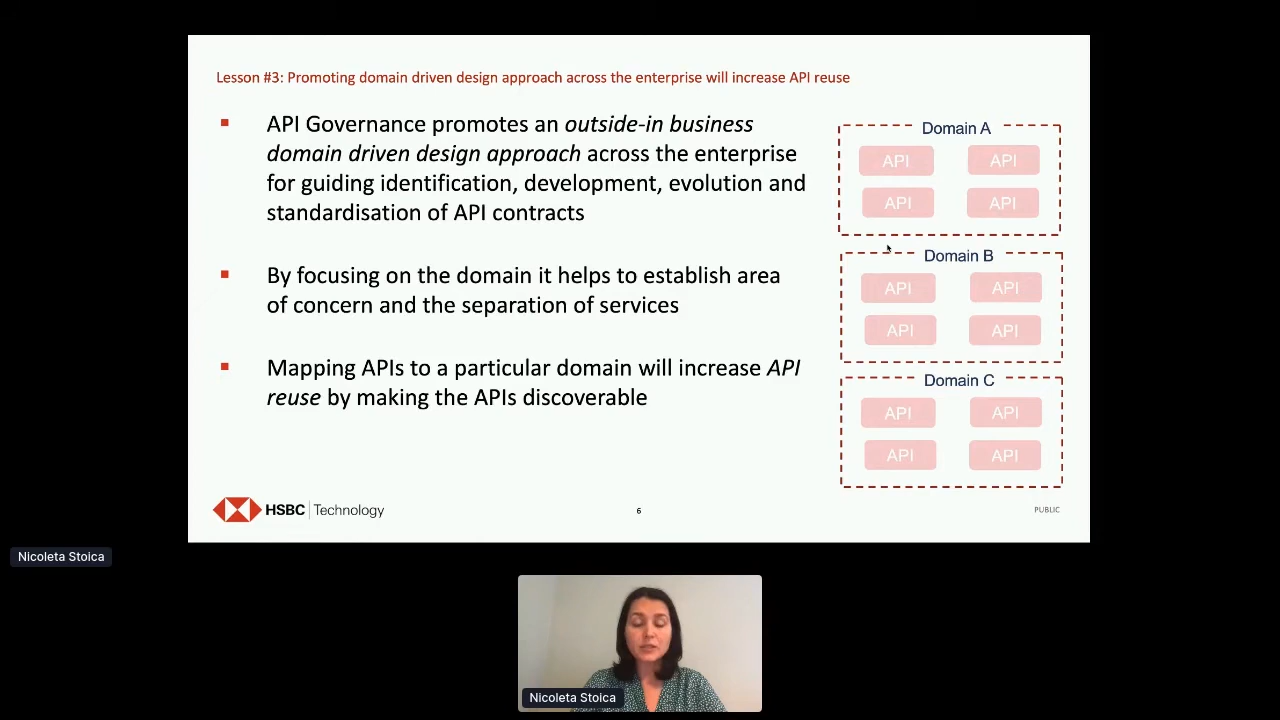 Lesson #3: Promoting domain driven design approach across the enterprise will increase API reuse
API Governance promotes an outside-in business
domain driven design approach across the enterprise
for guiding identification, development, evolution and
standardisation of API contracts
By focusing on the domain it helps to establish area
of concern and the separation of services
Mapping APIs to a particular domain will increase API
reuse by making the APIs discoverable
Domain A
API API
API API
Domain B
API API
API API
Domain C
API API
API API
HSBC Technology
6
PUBLIC
Nicoleta Stoica
Nicoleta Stoica